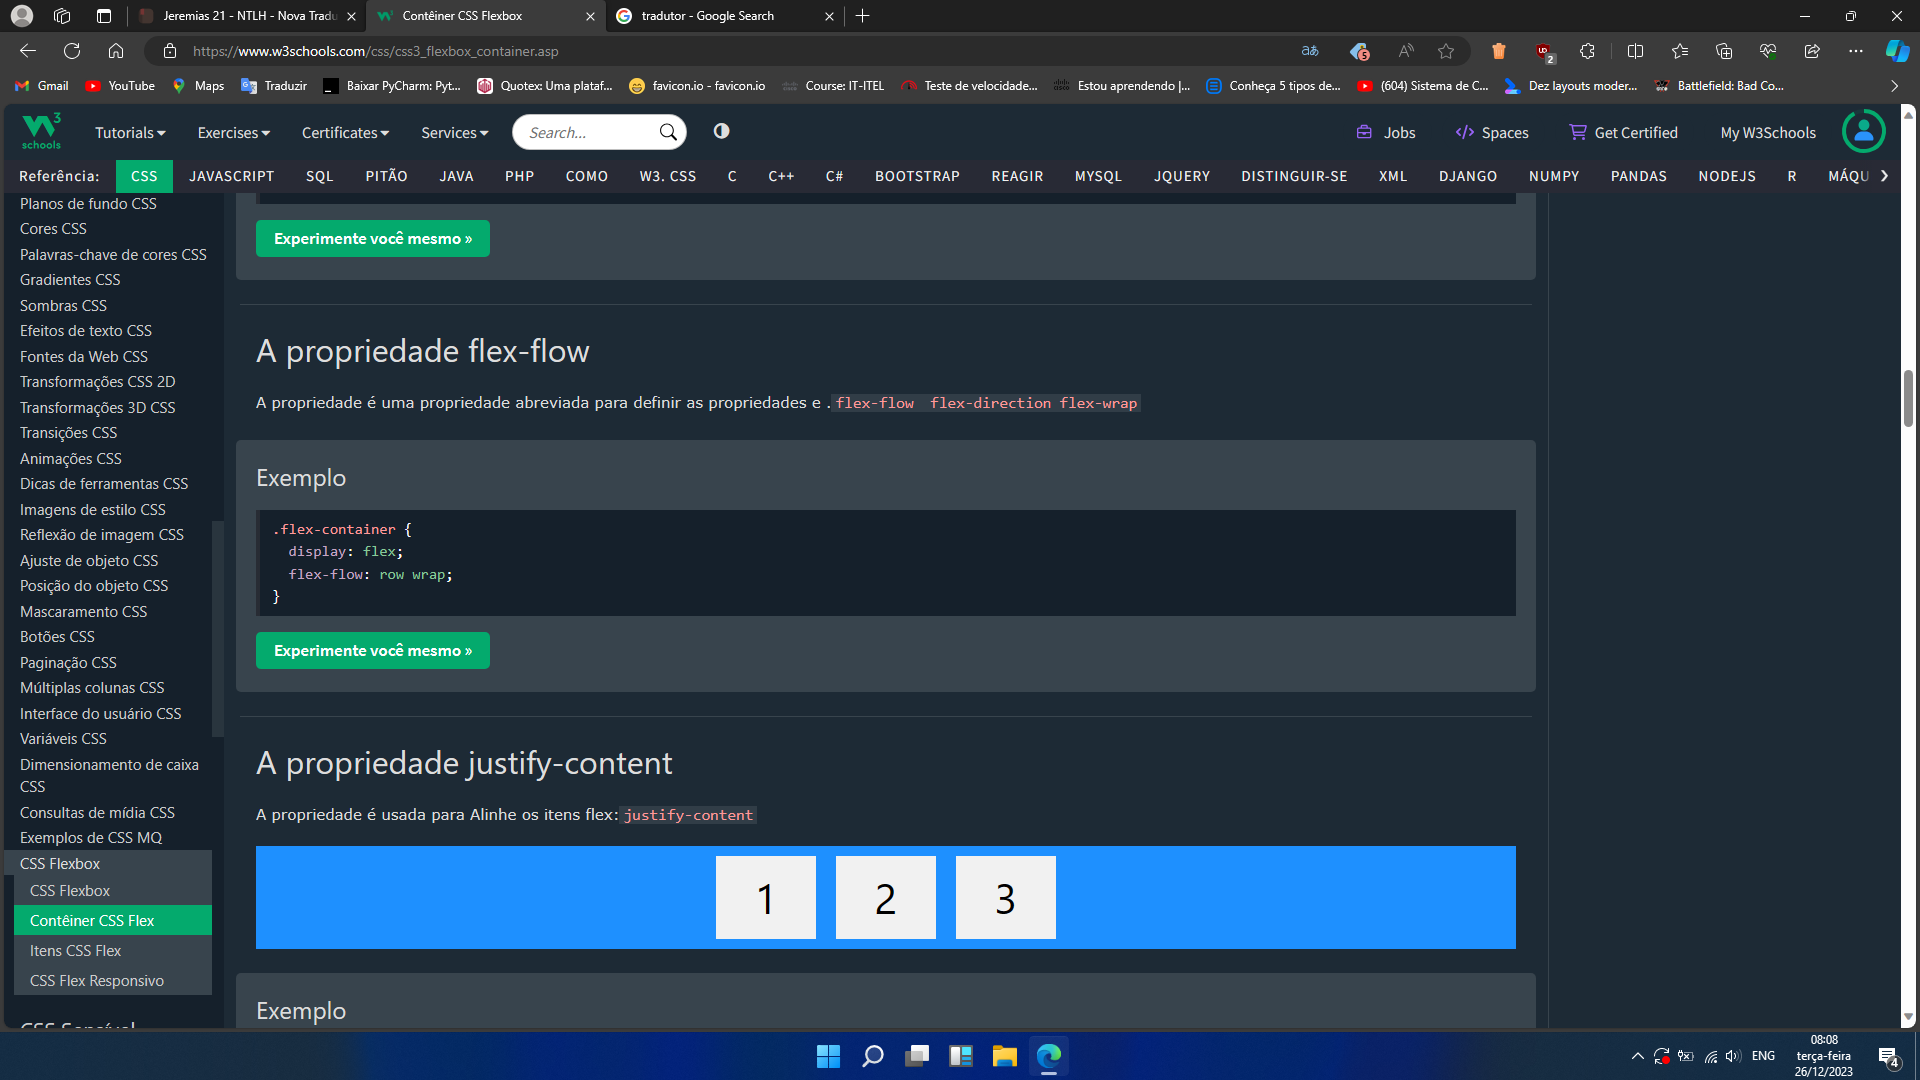 Jeremias 21 - NTLH - Nova Tradu
Contêiner CSS Flexbox
tradutor - Google Search
https://www.w3schools.com/css/css3_flexbox_container.asp
Gmail
YouTube
Maps
Traduzir
Baixar PyCharm: Pyt...
Quotex: Uma plataf...
favicon.io - favicon.io
Course: IT-ITEL
Teste de velocidade...
Estou aprendendo |...
Conheça 5 tipos de...
(604) Sistema de C...
Dez layouts moder...
Battlefield: Bad Co...
W3 schools
Tutorials
Exercises
Certificates
Services
Search...
Jobs
Spaces
Get Certified
My W3Schools
Referência:
CSS
JAVASCRIPT
SQL
PITÃO
JAVA
PHP
COMO
W3. CSS
C
C++
C#
BOOTSTRAP
REAGIR
MYSQL
JQUERY
DISTINGUIR-SE
XML
DJANGO
NUMPY
PANDAS
NODEJS
R
MÁQU
Planos de fundo CSS
Cores CSS
Palavras-chave de cores CSS
Gradientes CSS
Sombras CSS
Efeitos de texto CSS
Fontes da Web CSS
Transformações CSS 2D
Transformações 3D CSS
Transições CSS
Animações CSS
Dicas de ferramentas CSS
Imagens de estilo CSS
Reflexão de imagem CSS
Ajuste de objeto CSS
Posição do objeto CSS
Mascaramento CSS
Botões CSS
Paginação CSS
Múltiplas colunas CSS
Interface do usuário CSS
Variáveis CSS
Dimensionamento de caixa
CSS
Consultas de mídia CSS
Exemplos de CSS MQ
CSS Flexbox
CSS Flexbox
Contêiner CSS Flex
Itens CSS Flex
CSS Flex Responsivo
CSS Sensível
Experimente você mesmo »
A propriedade flex-flow
A propriedade é uma propriedade abreviada para definir as propriedades e . flex-flow flex-direction flex-wrap
Exemplo
.flex-container {
display: flex;
flex-flow: row wrap;
}
Experimente você mesmo »
A propriedade justify-content
A propriedade é usada para Alinhe os itens flex: justify-content
1
2
3
Exemplo
ENG
08:08
terça-feira
26/12/2023
4